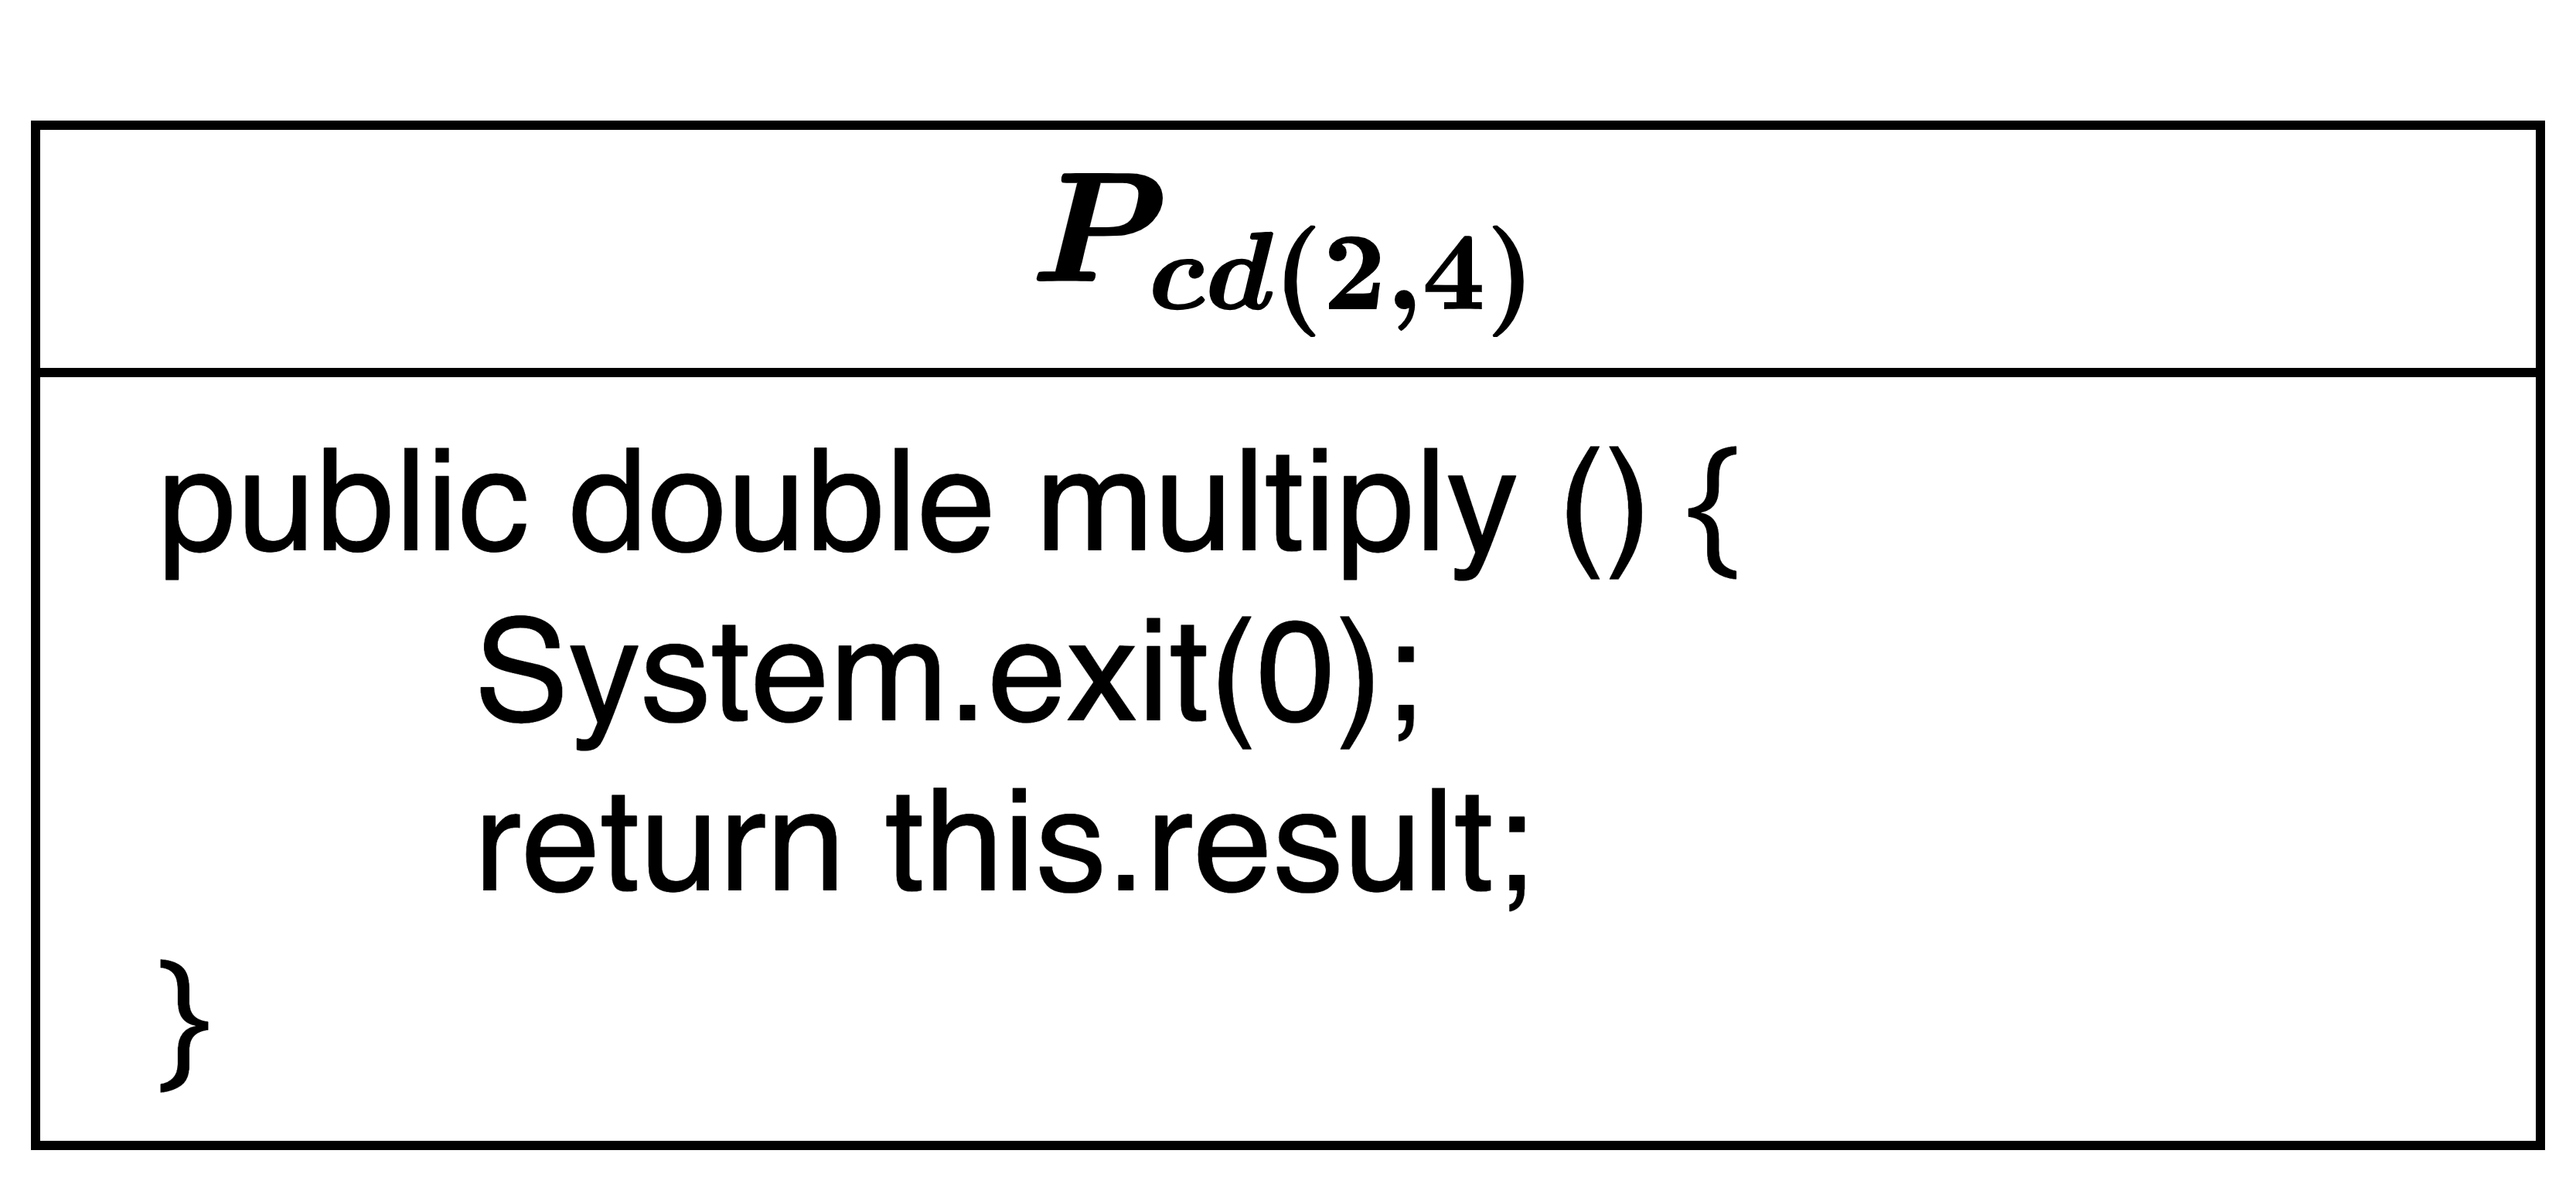 P_{cd(2,4)}
public double multiply () {
System.exit(0);
return this.result;
}